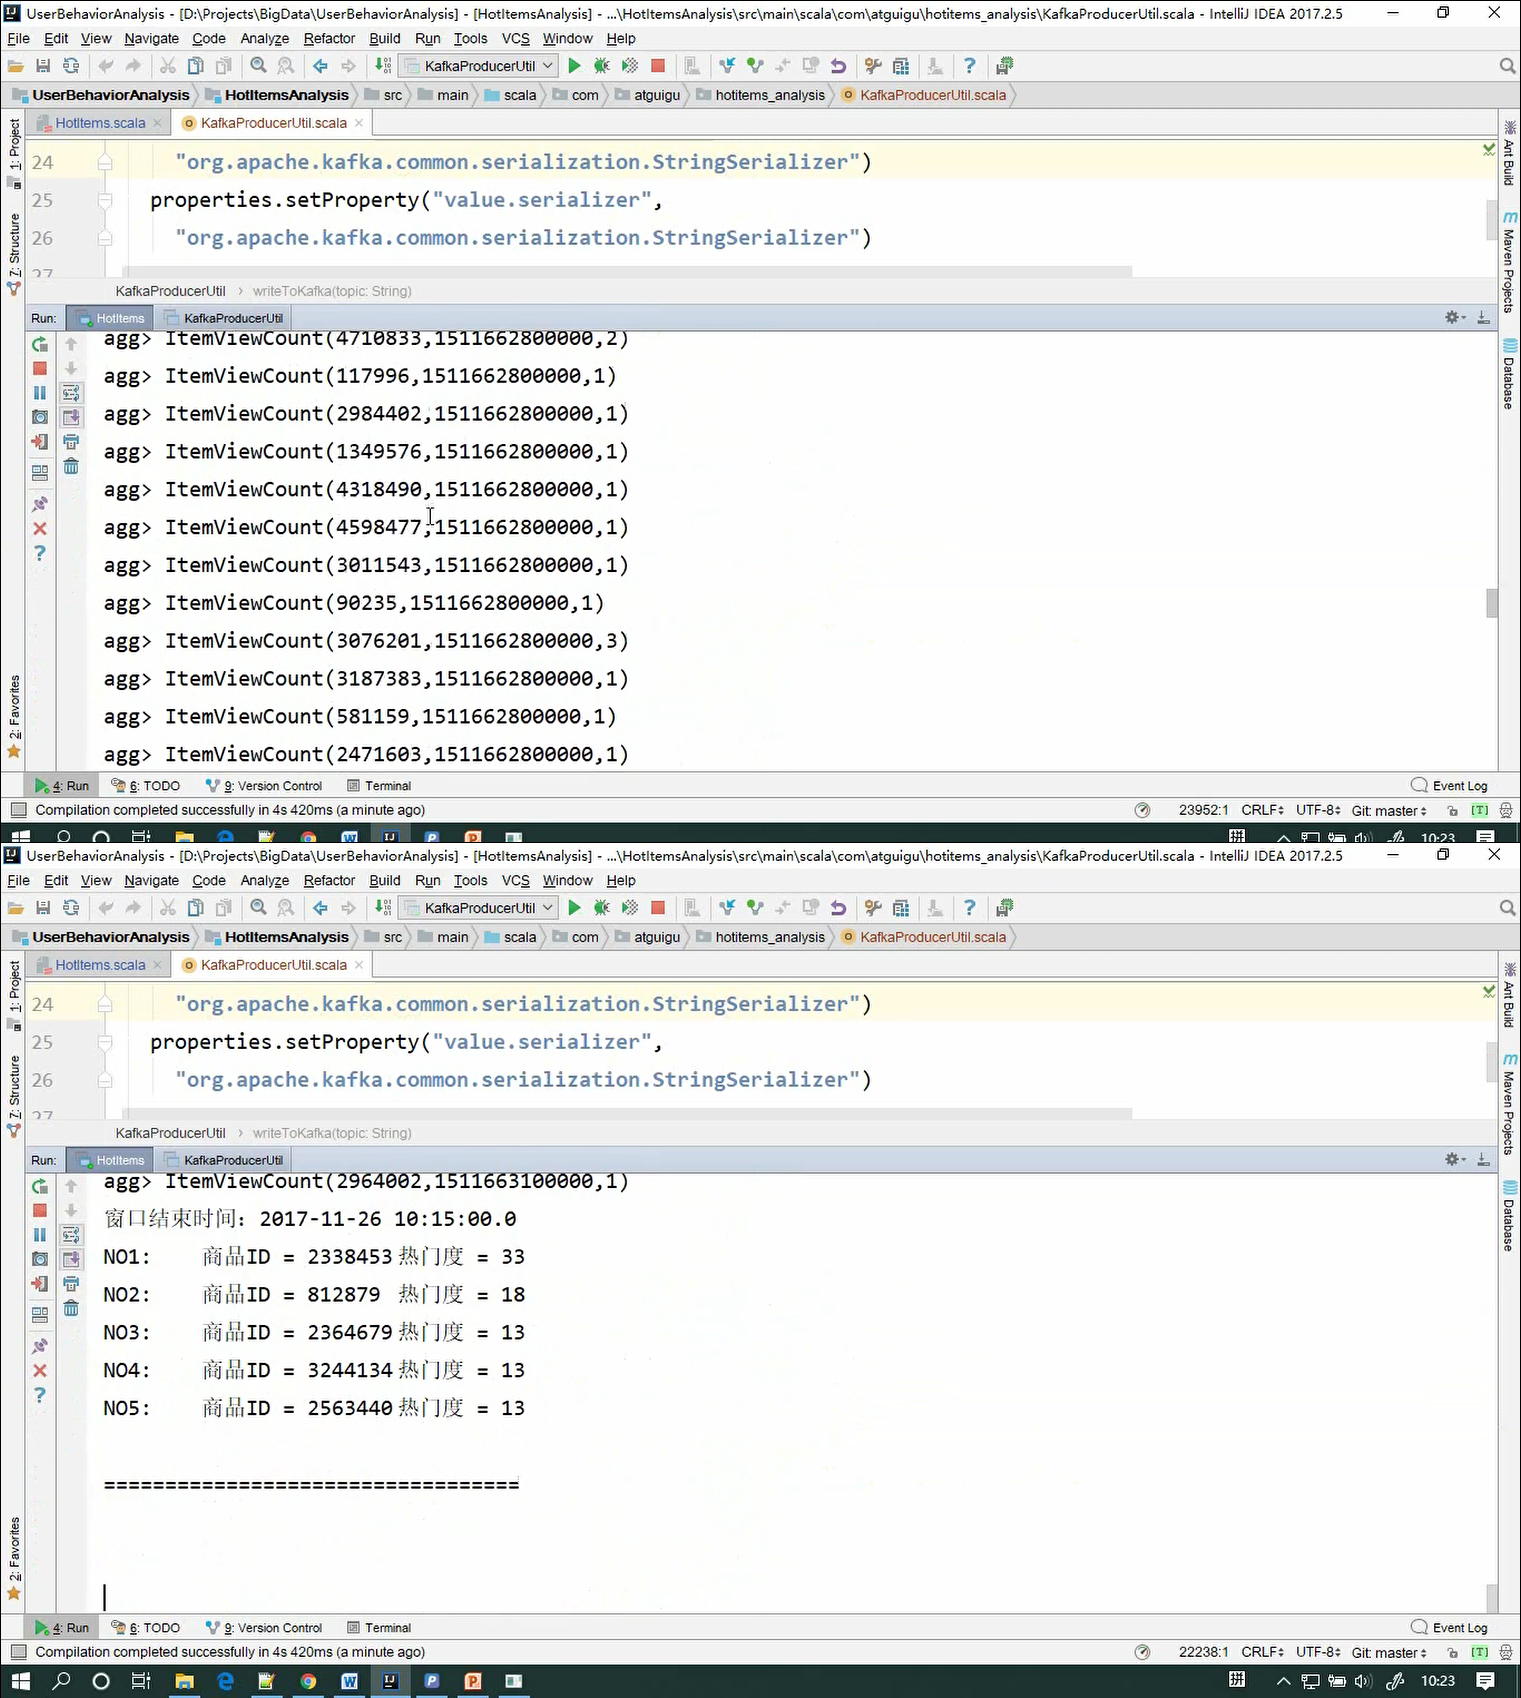 UserBehaviorAnalysis - [D:\Projects\BigData\UserBehaviorAnalysis] - [HotItemsAnalysis] - ...\HotItemsAnalysis\src\main\scala\com\atguigu\hotitems_analysis\KafkaProducerUtil.scala - IntelliJ IDEA 2017.2.5
File Edit View Navigate Code Analyze Refactor Build Run Tools VCS Window Help
KafkaProducerUtil
UserBehaviorAnalysis HotItemsAnalysis src main scala com atguigu hotitems_analysis KafkaProducerUtil.scala
HotItems.scala KafkaProducerUtil.scala
24 "org.apache.kafka.common.serialization.StringSerializer")
25 properties.setProperty("value.serializer",
26 "org.apache.kafka.common.serialization.StringSerializer")
27
KafkaProducerUtil › writeToKafka(topic: String)
Run: HotItems KafkaProducerUtil
agg> ItemViewCount(4710833,1511662800000,2)
agg> ItemViewCount(117996,1511662800000,1)
agg> ItemViewCount(2984402,1511662800000,1)
agg> ItemViewCount(1349576,1511662800000,1)
agg> ItemViewCount(4318490,1511662800000,1)
agg> ItemViewCount(4598477,1511662800000,1)
agg> ItemViewCount(3011543,1511662800000,1)
agg> ItemViewCount(90235,1511662800000,1)
agg> ItemViewCount(3076201,1511662800000,3)
agg> ItemViewCount(3187383,1511662800000,1)
agg> ItemViewCount(581159,1511662800000,1)
agg> ItemViewCount(2471603,1511662800000,1)
1: Project
7: Structure
2: Favorites
Ant Build
Maven Projects
Database
4: Run 6: TODO 9: Version Control Terminal Event Log
Compilation completed successfully in 4s 420ms (a minute ago) 23952:1 CRLF UTF-8 Git: master
10:23
UserBehaviorAnalysis - [D:\Projects\BigData\UserBehaviorAnalysis] - [HotItemsAnalysis] - ...\HotItemsAnalysis\src\main\scala\com\atguigu\hotitems_analysis\KafkaProducerUtil.scala - IntelliJ IDEA 2017.2.5
File Edit View Navigate Code Analyze Refactor Build Run Tools VCS Window Help
KafkaProducerUtil
UserBehaviorAnalysis HotItemsAnalysis src main scala com atguigu hotitems_analysis KafkaProducerUtil.scala
HotItems.scala KafkaProducerUtil.scala
24 "org.apache.kafka.common.serialization.StringSerializer")
25 properties.setProperty("value.serializer",
26 "org.apache.kafka.common.serialization.StringSerializer")
27
KafkaProducerUtil › writeToKafka(topic: String)
Run: HotItems KafkaProducerUtil
agg> ItemViewCount(2964002,1511663100000,1)
窗口结束时间：2017-11-26 10:15:00.0
NO1: 商品ID = 2338453 热门度 = 33
NO2: 商品ID = 812879 热门度 = 18
NO3: 商品ID = 2364679 热门度 = 13
NO4: 商品ID = 3244134 热门度 = 13
NO5: 商品ID = 2563440 热门度 = 13
==================================
1: Project
7: Structure
2: Favorites
Ant Build
Maven Projects
Database
4: Run 6: TODO 9: Version Control Terminal Event Log
Compilation completed successfully in 4s 420ms (a minute ago) 22238:1 CRLF UTF-8 Git: master
10:23